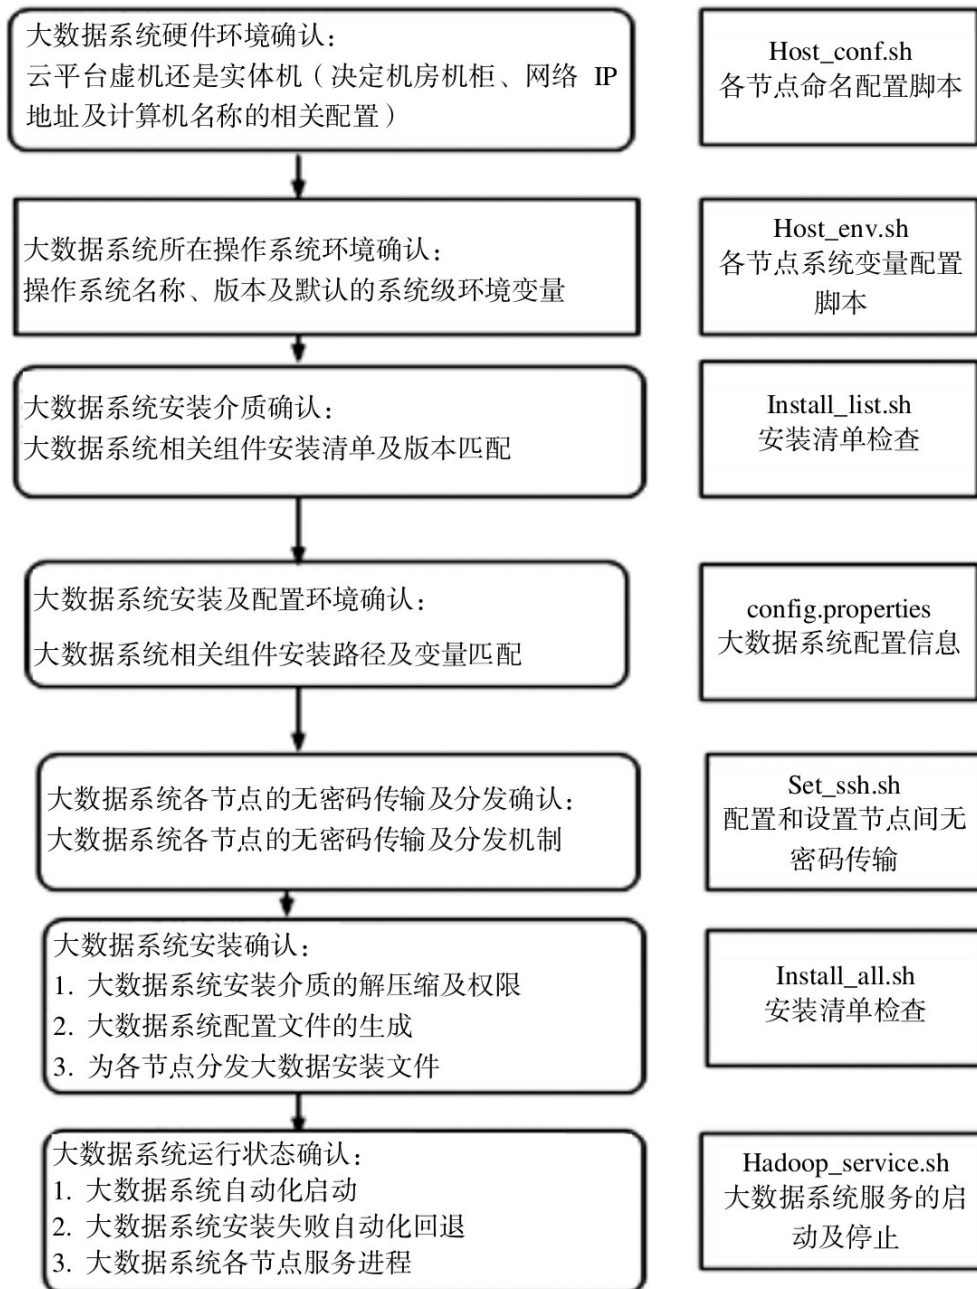 大数据系统硬件环境确认：
云平台虚机还是实体机（决定机房机柜、网络 IP
地址及计算机名称的相关配置）
Host_conf.sh
各节点命名配置脚本
大数据系统所在操作系统环境确认：
操作系统名称、版本及默认的系统级环境变量
Host_env.sh
各节点系统变量配置
脚本
大数据系统安装介质确认：
大数据系统相关组件安装清单及版本匹配
Install_list.sh
安装清单检查
大数据系统安装及配置环境确认：
大数据系统相关组件安装路径及变量匹配
config.properties
大数据系统配置信息
大数据系统各节点的无密码传输及分发确认：
大数据系统各节点的无密码传输及分发机制
Set_ssh.sh
配置和设置节点间无
密码传输
大数据系统安装确认：
1. 大数据系统安装介质的解压缩及权限
2. 大数据系统配置文件的生成
3. 为各节点分发大数据安装文件
Install_all.sh
安装清单检查
大数据系统运行状态确认：
1. 大数据系统自动化启动
2. 大数据系统安装失败自动化回退
3. 大数据系统各节点服务进程
Hadoop_service.sh
大数据系统服务的启
动及停止